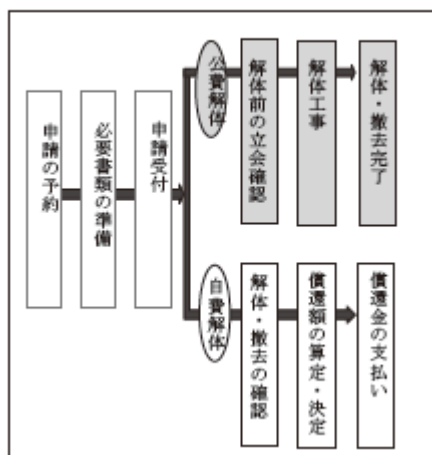 申請の予約
必要書類の準備
申請受付
公費解体
解体前の立会確認
解体工事
解体・撤去完了
自費解体
解体・撤去の確認
償還額の算定・決定
償還金の支払い